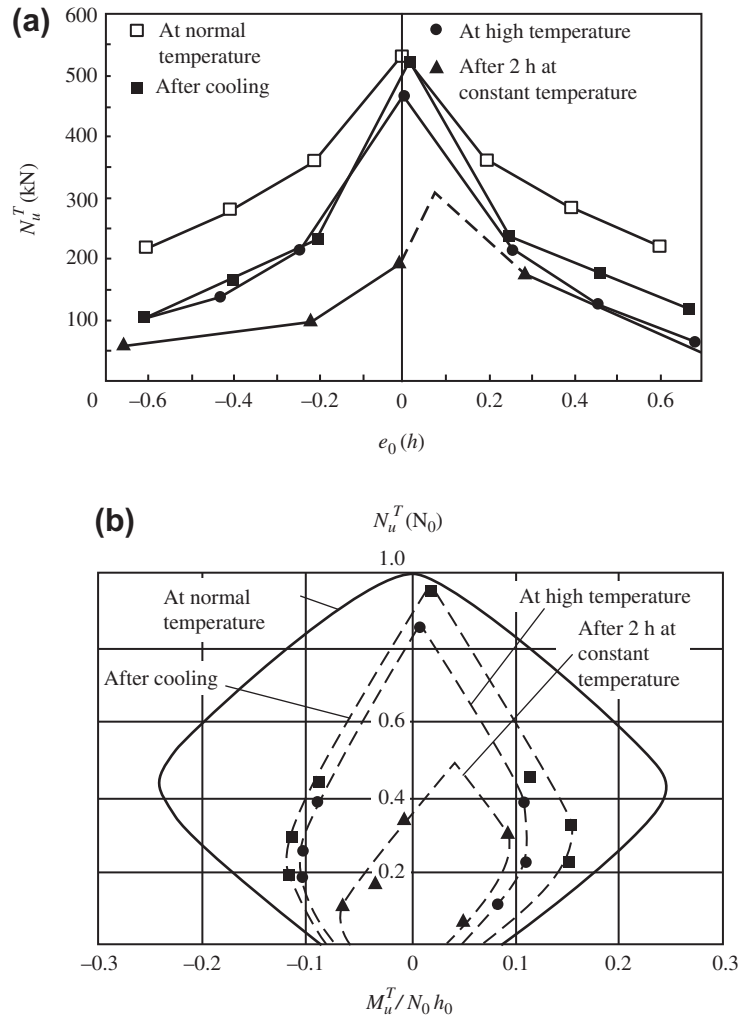 (a)
600
500
400
300
200
100
0
N_u^T (kN)
At normal
temperature
After cooling
At high temperature
After 2 h at
constant temperature
−0.6
−0.4
−0.2
0
0.2
0.4
0.6
e_0 (h)
(b)
N_u^T (N_0)
1.0
At normal
temperature
After cooling
At high temperature
After 2 h at
constant
temperature
0.6
0.4
0.2
−0.3
−0.2
−0.1
0
0.1
0.2
0.3
M_u^T / N_0 h_0